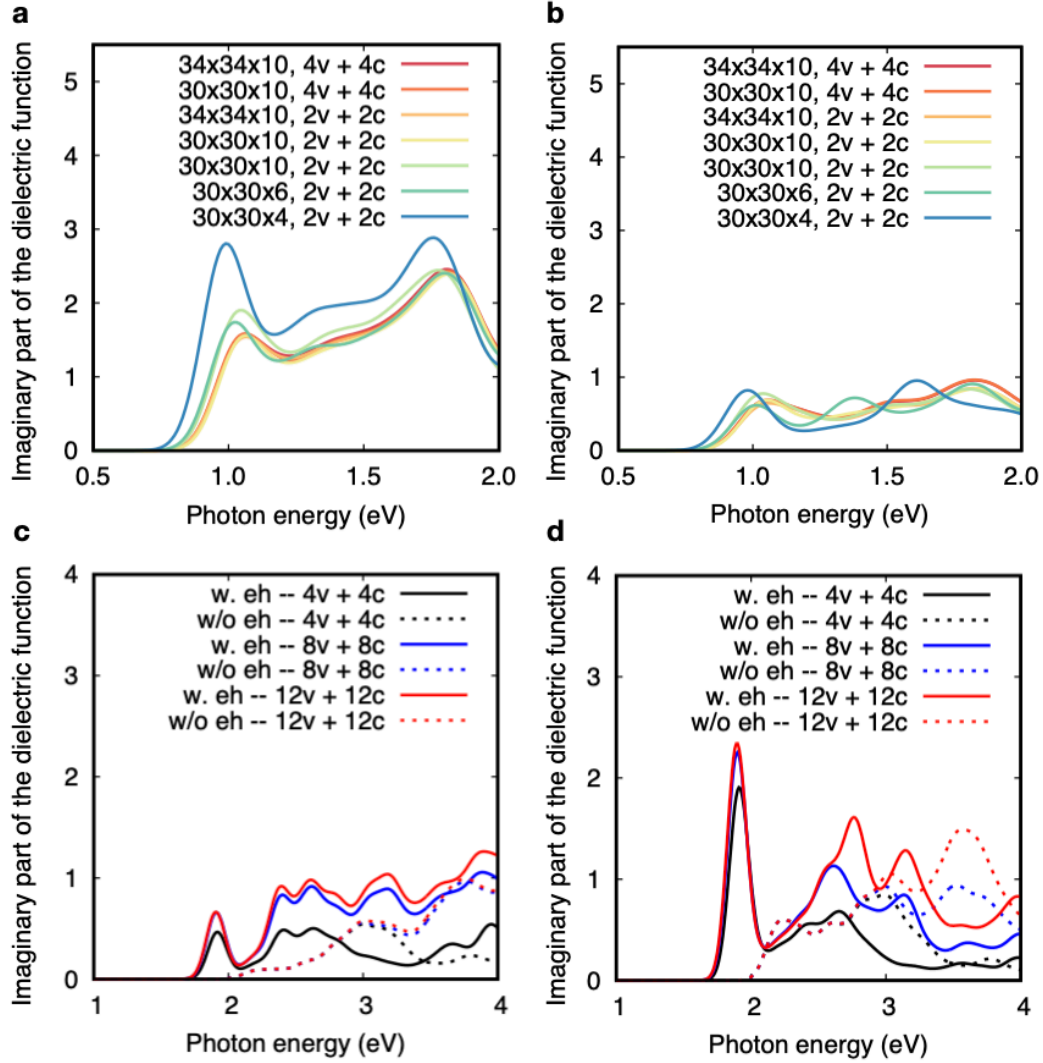 a
Imaginary part of the dielectric function
5
4
3
2
1
0
34x34x10, 4v + 4c
30x30x10, 4v + 4c
34x34x10, 2v + 2c
30x30x10, 2v + 2c
30x30x10, 2v + 2c
30x30x6, 2v + 2c
30x30x4, 2v + 2c
0.5 1.0 1.5 2.0
Photon energy (eV)
b
Imaginary part of the dielectric function
5
4
3
2
1
0
34x34x10, 4v + 4c
30x30x10, 4v + 4c
34x34x10, 2v + 2c
30x30x10, 2v + 2c
30x30x10, 2v + 2c
30x30x6, 2v + 2c
30x30x4, 2v + 2c
0.5 1.0 1.5 2.0
Photon energy (eV)
c
Imaginary part of the dielectric function
4
3
2
1
0
w. eh -- 4v + 4c
w/o eh -- 4v + 4c
w. eh -- 8v + 8c
w/o eh -- 8v + 8c
w. eh -- 12v + 12c
w/o eh -- 12v + 12c
1 2 3 4
Photon energy (eV)
d
Imaginary part of the dielectric function
4
3
2
1
0
w. eh -- 4v + 4c
w/o eh -- 4v + 4c
w. eh -- 8v + 8c
w/o eh -- 8v + 8c
w. eh -- 12v + 12c
w/o eh -- 12v + 12c
1 2 3 4
Photon energy (eV)